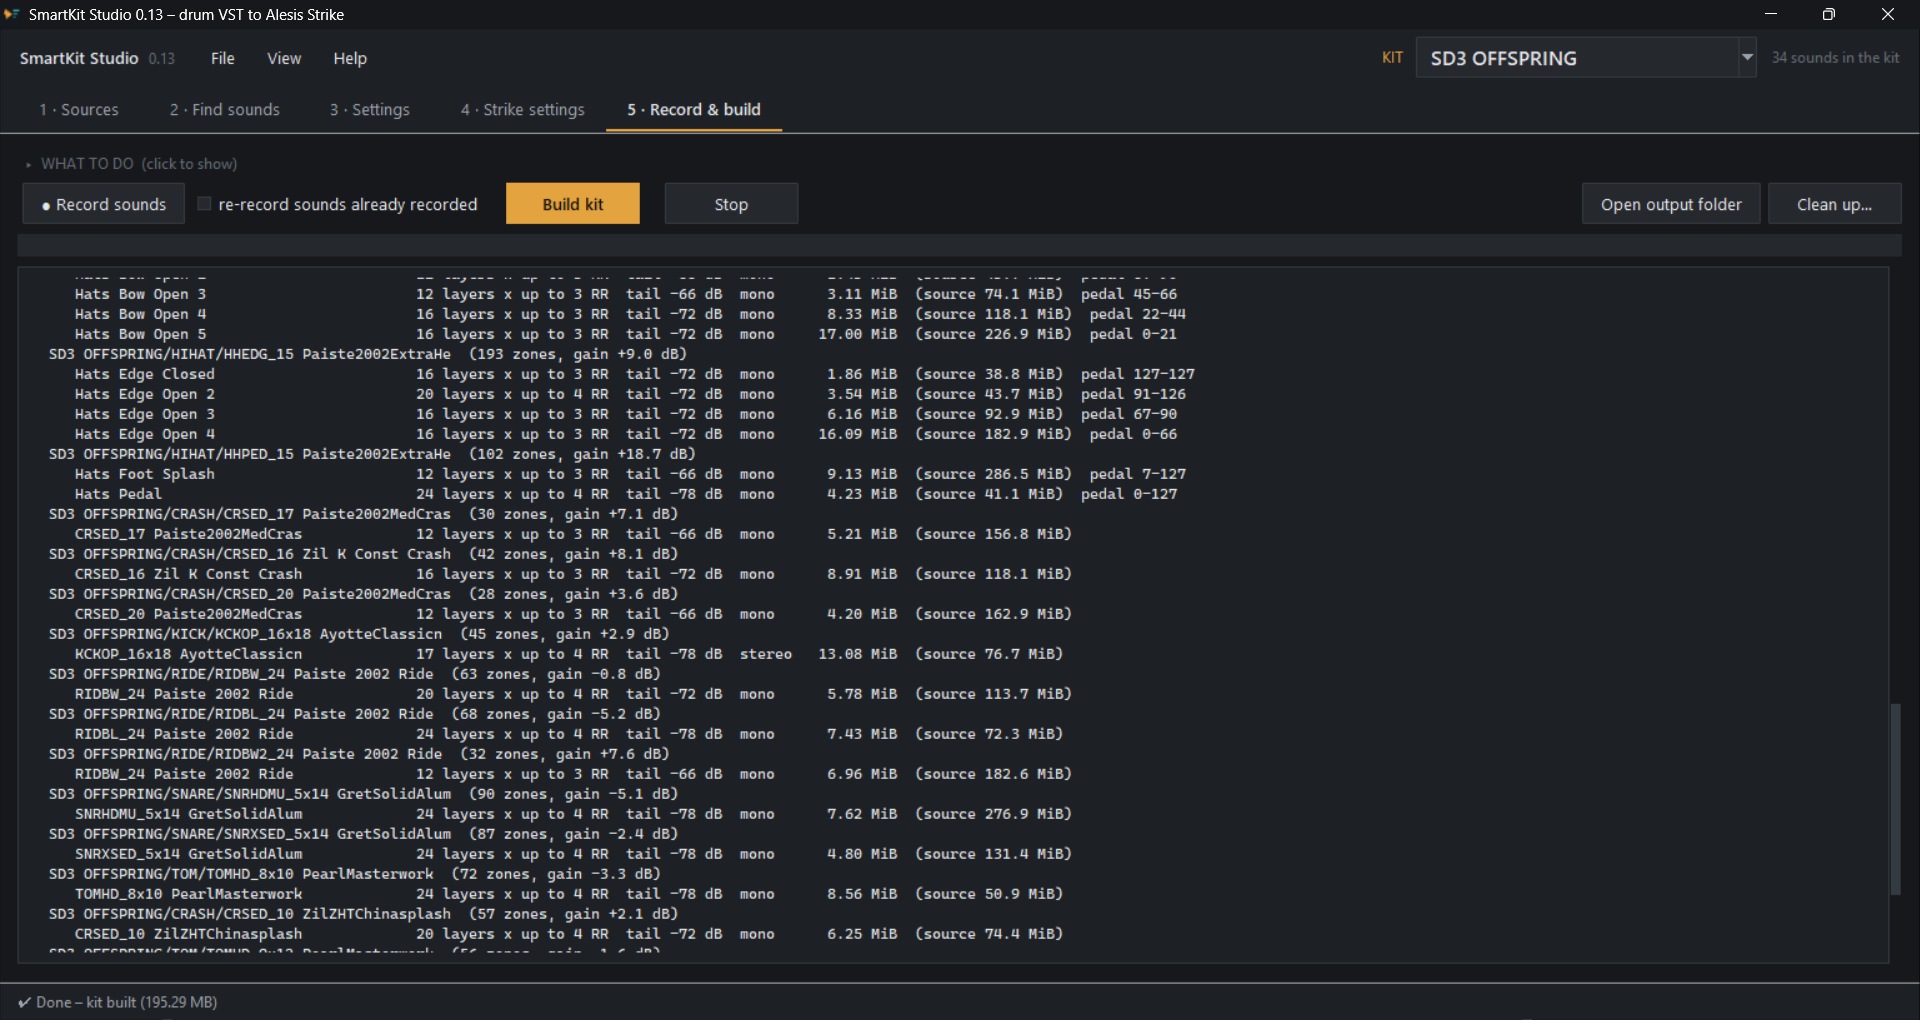 SmartKit Studio 0.13 – drum VST to Alesis Strike
SmartKit Studio 0.13 File View Help KIT SD3 OFFSPRING 34 sounds in the kit
1 · Sources 2 · Find sounds 3 · Settings 4 · Strike settings 5 · Record & build
WHAT TO DO (click to show)
Record sounds re-record sounds already recorded Build kit Stop Open output folder Clean up...
Hats Bow Open 3 12 layers x up to 3 RR tail -66 dB mono 3.11 MiB (source 74.1 MiB) pedal 45-66
Hats Bow Open 4 16 layers x up to 3 RR tail -72 dB mono 8.33 MiB (source 118.1 MiB) pedal 22-44
Hats Bow Open 5 16 layers x up to 3 RR tail -72 dB mono 17.00 MiB (source 226.9 MiB) pedal 0-21
SD3 OFFSPRING/HIHAT/HHEDG_15 Paiste2002ExtraHe (193 zones, gain +9.0 dB)
Hats Edge Closed 16 layers x up to 3 RR tail -72 dB mono 1.86 MiB (source 38.8 MiB) pedal 127-127
Hats Edge Open 2 20 layers x up to 4 RR tail -72 dB mono 3.54 MiB (source 43.7 MiB) pedal 91-126
Hats Edge Open 3 16 layers x up to 3 RR tail -72 dB mono 6.16 MiB (source 92.9 MiB) pedal 67-90
Hats Edge Open 4 16 layers x up to 3 RR tail -72 dB mono 16.09 MiB (source 182.9 MiB) pedal 0-66
SD3 OFFSPRING/HIHAT/HHPED_15 Paiste2002ExtraHe (102 zones, gain +18.7 dB)
Hats Foot Splash 12 layers x up to 3 RR tail -66 dB mono 9.13 MiB (source 286.5 MiB) pedal 7-127
Hats Pedal 24 layers x up to 4 RR tail -78 dB mono 4.23 MiB (source 41.1 MiB) pedal 0-127
SD3 OFFSPRING/CRASH/CRSED_17 Paiste2002MedCras (30 zones, gain +7.1 dB)
CRSED_17 Paiste2002MedCras 12 layers x up to 3 RR tail -66 dB mono 5.21 MiB (source 156.8 MiB)
SD3 OFFSPRING/CRASH/CRSED_16 Zil K Const Crash (42 zones, gain +8.1 dB)
CRSED_16 Zil K Const Crash 16 layers x up to 3 RR tail -72 dB mono 8.91 MiB (source 118.1 MiB)
SD3 OFFSPRING/CRASH/CRSED_20 Paiste2002MedCras (28 zones, gain +3.6 dB)
CRSED_20 Paiste2002MedCras 12 layers x up to 3 RR tail -66 dB mono 4.20 MiB (source 162.9 MiB)
SD3 OFFSPRING/KICK/KCKOP_16x18 AyotteClassicn (45 zones, gain +2.9 dB)
KCKOP_16x18 AyotteClassicn 17 layers x up to 4 RR tail -78 dB stereo 13.08 MiB (source 76.7 MiB)
SD3 OFFSPRING/RIDE/RIDBW_24 Paiste 2002 Ride (63 zones, gain -0.8 dB)
RIDBW_24 Paiste 2002 Ride 20 layers x up to 4 RR tail -72 dB mono 5.78 MiB (source 113.7 MiB)
SD3 OFFSPRING/RIDE/RIDBL_24 Paiste 2002 Ride (68 zones, gain -5.2 dB)
RIDBL_24 Paiste 2002 Ride 24 layers x up to 4 RR tail -78 dB mono 7.43 MiB (source 72.3 MiB)
SD3 OFFSPRING/RIDE/RIDBW2_24 Paiste 2002 Ride (32 zones, gain +7.6 dB)
RIDBW_24 Paiste 2002 Ride 12 layers x up to 3 RR tail -66 dB mono 6.96 MiB (source 182.6 MiB)
SD3 OFFSPRING/SNARE/SNRHDMU_5x14 GretSolidAlum (90 zones, gain -5.1 dB)
SNRHDMU_5x14 GretSolidAlum 24 layers x up to 4 RR tail -78 dB mono 7.62 MiB (source 276.9 MiB)
SD3 OFFSPRING/SNARE/SNRXSED_5x14 GretSolidAlum (87 zones, gain -2.4 dB)
SNRXSED_5x14 GretSolidAlum 24 layers x up to 4 RR tail -78 dB mono 4.80 MiB (source 131.4 MiB)
SD3 OFFSPRING/TOM/TOMHD_8x10 PearlMasterwork (72 zones, gain -3.3 dB)
TOMHD_8x10 PearlMasterwork 24 layers x up to 4 RR tail -78 dB mono 8.56 MiB (source 50.9 MiB)
SD3 OFFSPRING/CRASH/CRSED_10 ZilZHTChinasplash (57 zones, gain +2.1 dB)
CRSED_10 ZilZHTChinasplash 20 layers x up to 4 RR tail -72 dB mono 6.25 MiB (source 74.4 MiB)
✔ Done – kit built (195.29 MB)